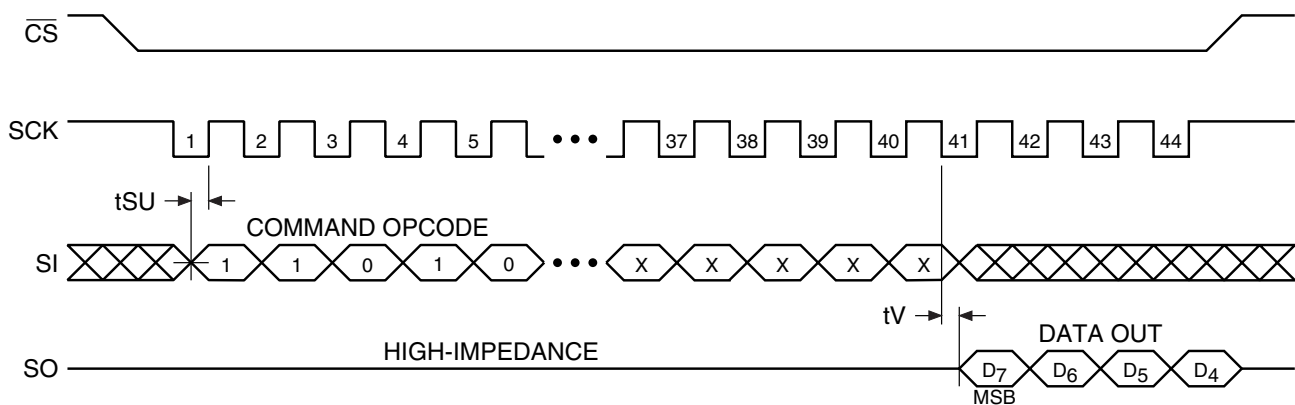 CS
SCK 1 2 3 4 5 ••• 37 38 39 40 41 42 43 44
tSU
COMMAND OPCODE
SI 1 1 0 1 0 ••• X X X X X
tV
HIGH-IMPEDANCE DATA OUT
SO D7 D6 D5 D4
MSB